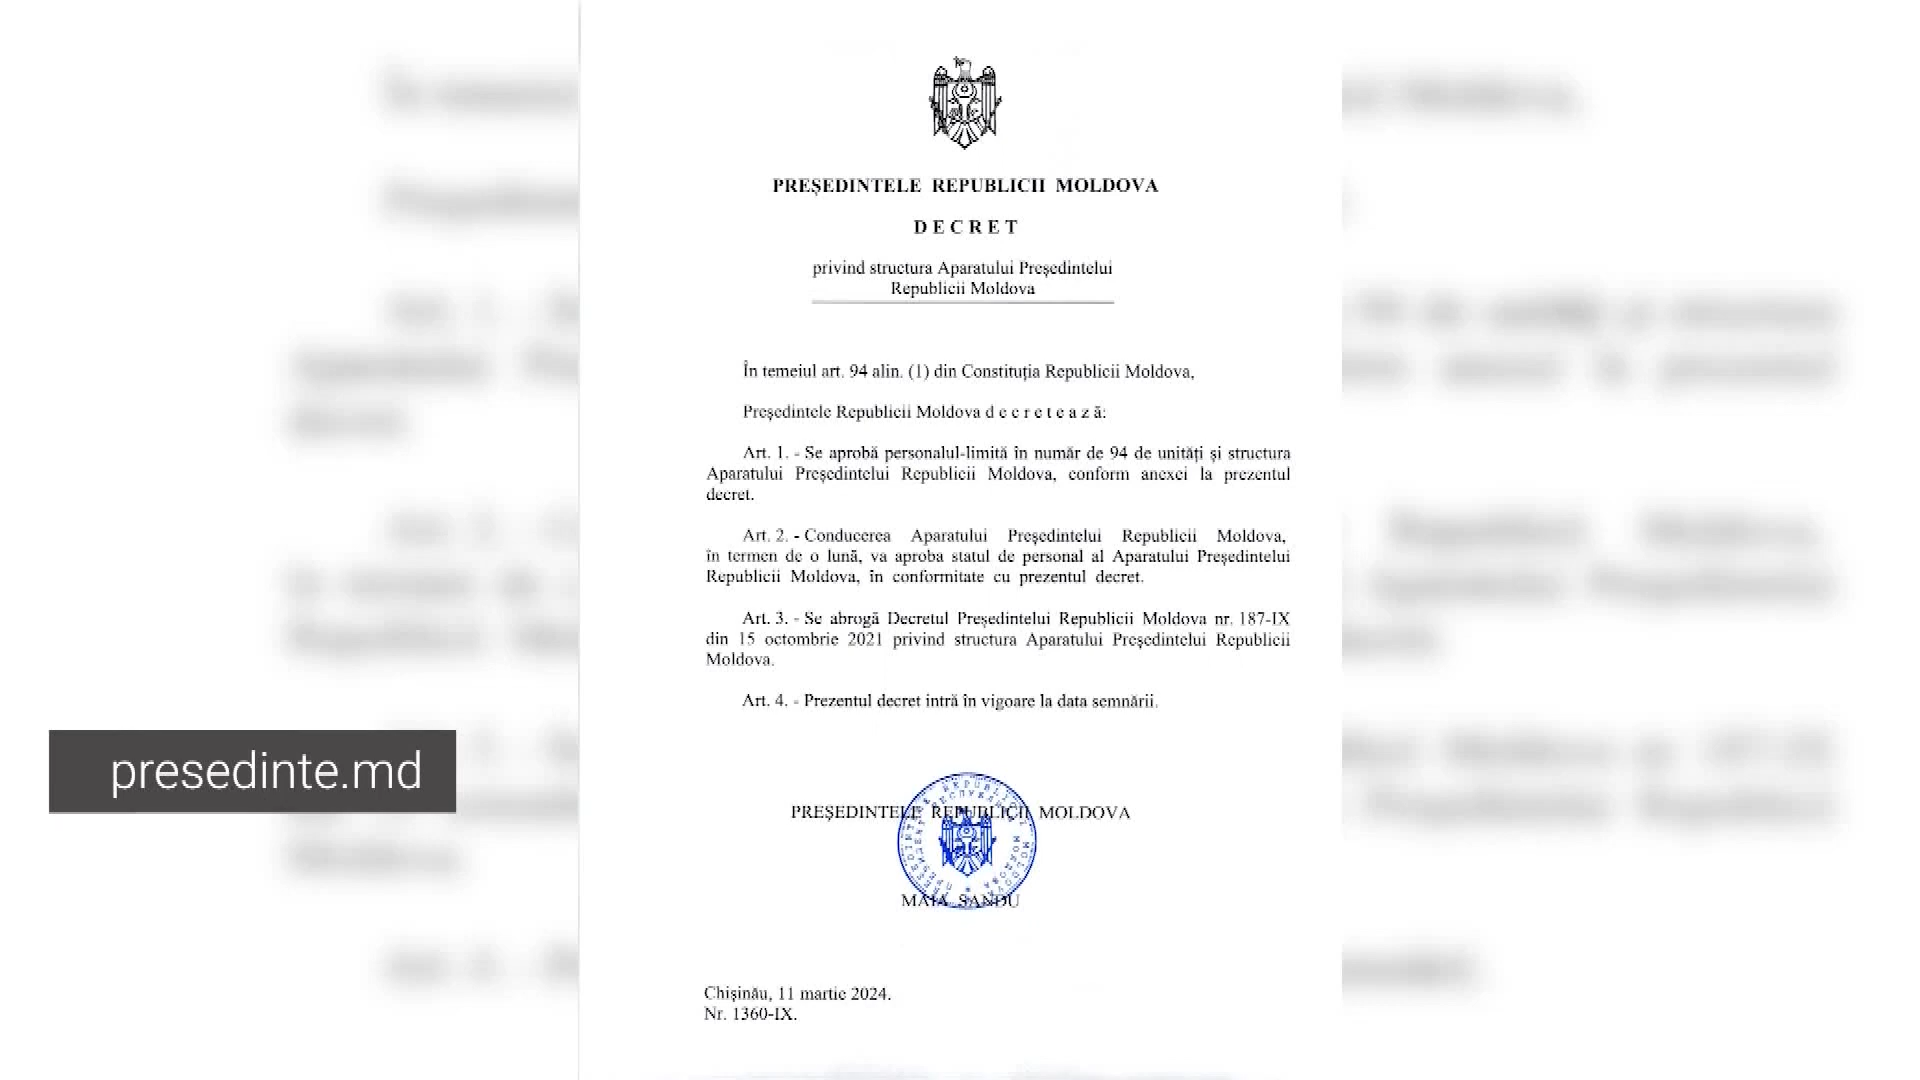 PREȘEDINTELE REPUBLICII MOLDOVA
D E C R E T
privind structura Aparatului Președintelui
Republicii Moldova
În temeiul art. 94 alin. (1) din Constituția Republicii Moldova,
Președintele Republicii Moldova d e c r e t e a z ă:
Art. 1. - Se aprobă personalul-limită în număr de 94 de unități și structura
Aparatului Președintelui Republicii Moldova, conform anexei la prezentul
decret.
Art. 2. - Conducerea Aparatului Președintelui Republicii Moldova,
în termen de o lună, va aproba statul de personal al Aparatului Președintelui
Republicii Moldova, în conformitate cu prezentul decret.
Art. 3. - Se abrogă Decretul Președintelui Republicii Moldova nr. 187-IX
din 15 octombrie 2021 privind structura Aparatului Președintelui Republicii
Moldova.
Art. 4. - Prezentul decret intră în vigoare la data semnării.
presedinte.md
PREȘEDINTELE REPUBLICII MOLDOVA
PREȘEDINTELE REPUBLICII MOLDOVA
ПРЕЗИДЕНТ РЕСПУБЛИКИ МОЛДОВА
MAIA SANDU
Chișinău, 11 martie 2024.
Nr. 1360-IX.